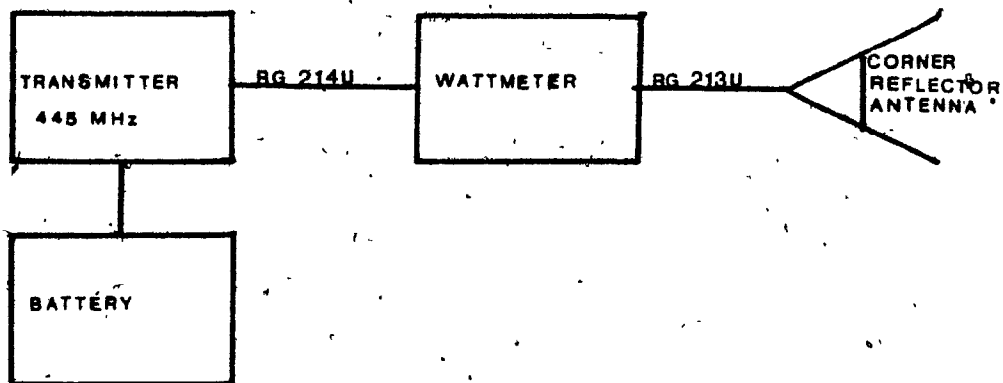 TRANSMITTER
445 MHz
RG 214U
WATTMETER
RG 213U
CORNER
REFLECTOR
ANTENNA
BATTERY